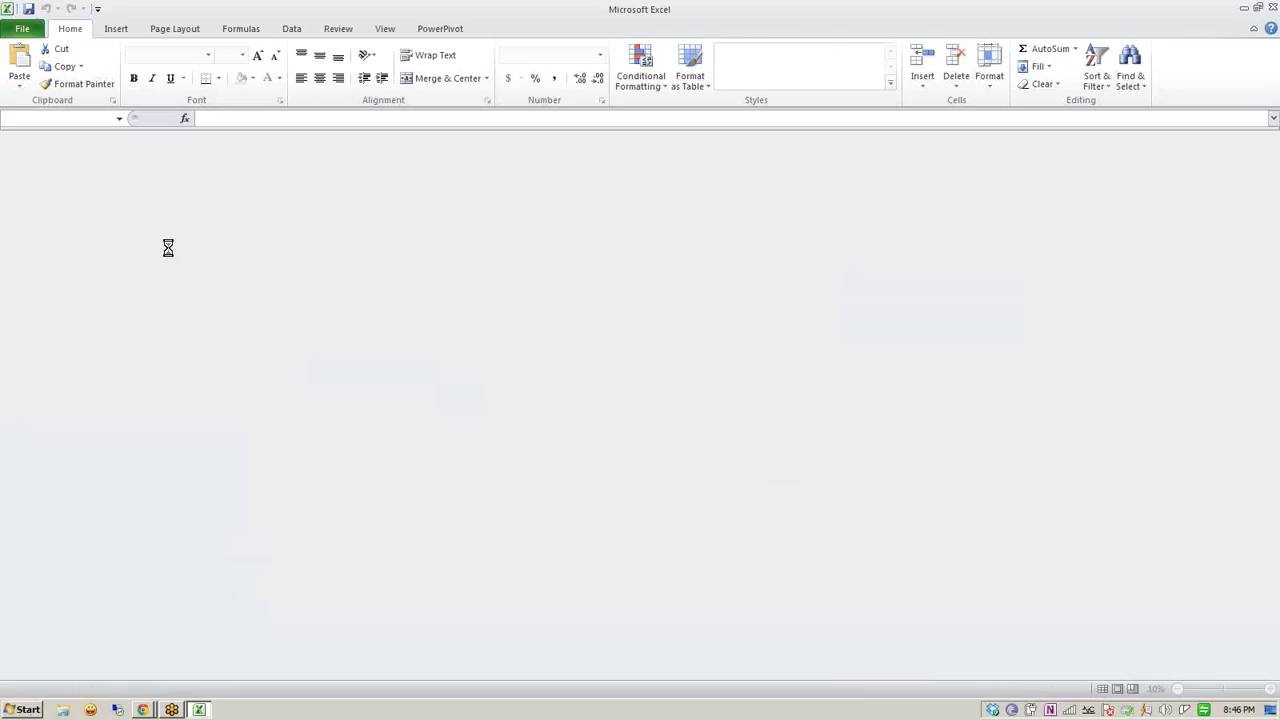 Microsoft Excel
File Home Insert Page Layout Formulas Data Review View PowerPivot
Paste Cut Copy Format Painter
Wrap Text
Merge & Center
B I U A A A $ % ,
Conditional Formatting Format as Table
Insert Delete Format
Σ AutoSum Fill Clear
Sort & Filter Find & Select
Clipboard Font Alignment Number Styles Cells Editing
fx
10%
Start 8:46 PM